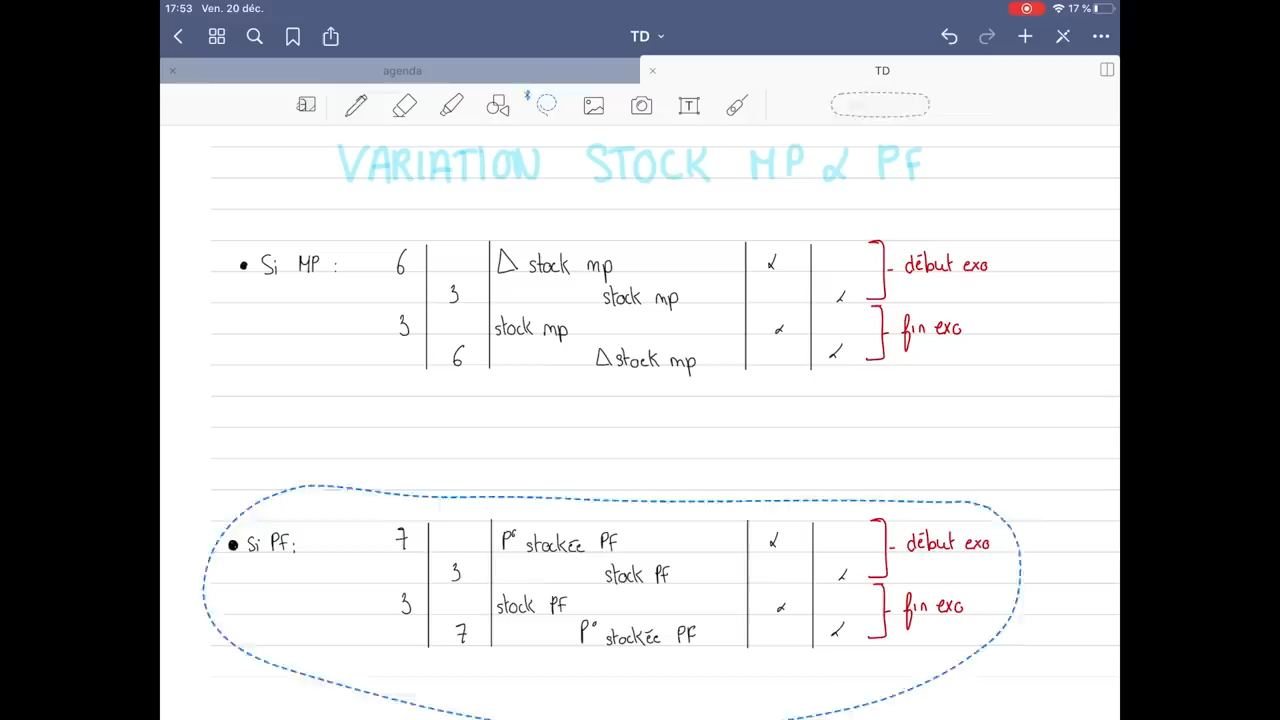 17:53 Ven. 20 déc. 17 %
TD
agenda TD
VARIATION STOCK MP α PF
• Si MP : 6 Δ stock mp α
3 stock mp α
début exo
3 stock mp α
6 Δ stock mp α
fin exo
• Si PF : 7 P° stockée PF α
3 stock PF α
début exo
3 stock PF α
7 P° stockée PF α
fin exo